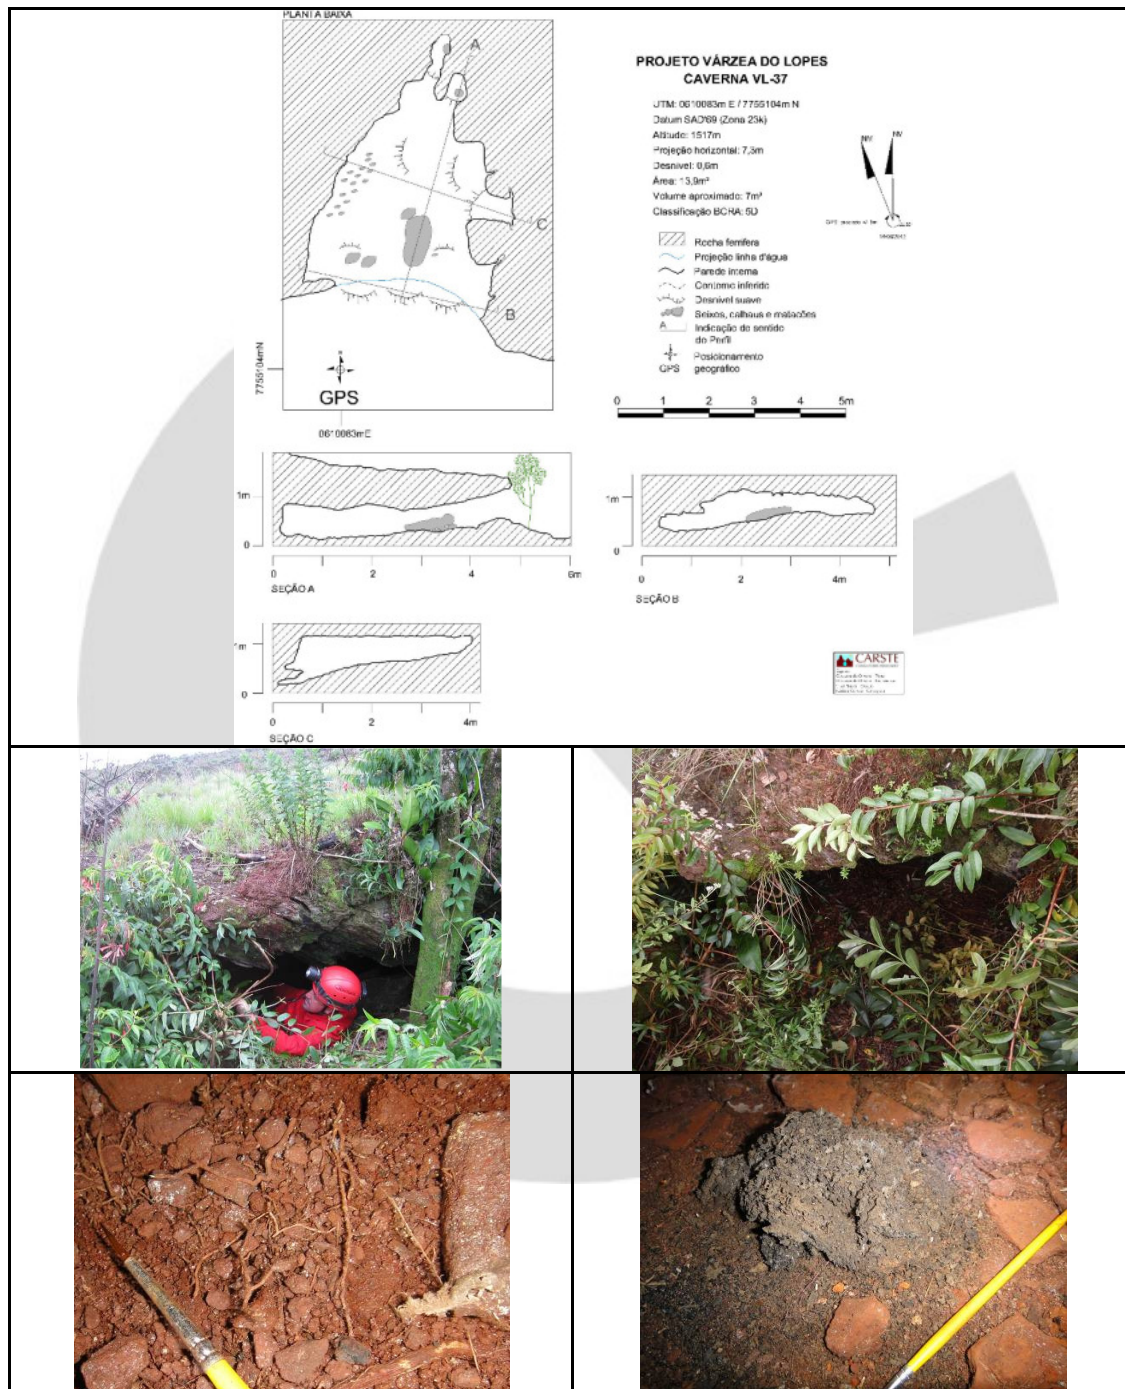 PLANTA BAIXA
A
C
B
7755104mN
GPS
0610083mE
PROJETO VÁRZEA DO LOPES
CAVERNA VL-37
UTM: 0610083m E / 7755104m N
Datum SAD'69 (Zona 23k)
Altitude: 1517m
Projeção horizontal: 7,3m
Desnível: 0,6m
Área: 13,9m²
Volume aproximado: 7m³
Classificação BCRA: 5D
Rocha ferrífera
Projeção linha d'água
Parede interna
Contorno inferido
Desnível suave
Seixos, calhaus e matacões
A Indicação do sentido
do Perfil
Posicionamento
GPS geográfico
0 1 2 3 4 5m
1m
0
0 2 4 6m
SEÇÃO A
1m
0
0 2 4m
SEÇÃO B
1m
0
0 2 4m
SEÇÃO C
CARSTE